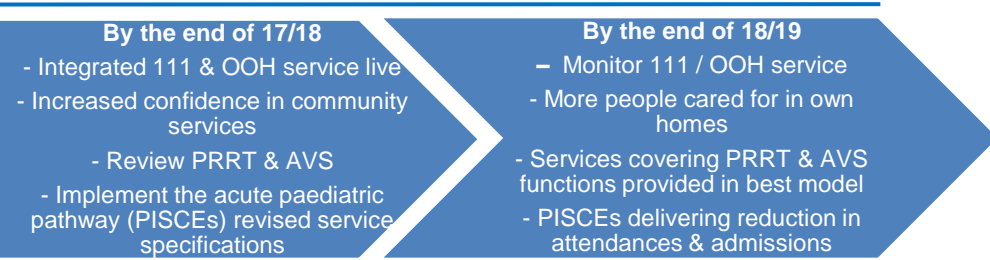 By the end of 17/18
- Integrated 111 & OOH service live
- Increased confidence in community
services
- Review PRRT & AVS
- Implement the acute paediatric
pathway (PISCEs) revised service
specifications
By the end of 18/19
– Monitor 111 / OOH service
- More people cared for in own
homes
- Services covering PRRT & AVS
functions provided in best model
- PISCEs delivering reduction in
attendances & admissions